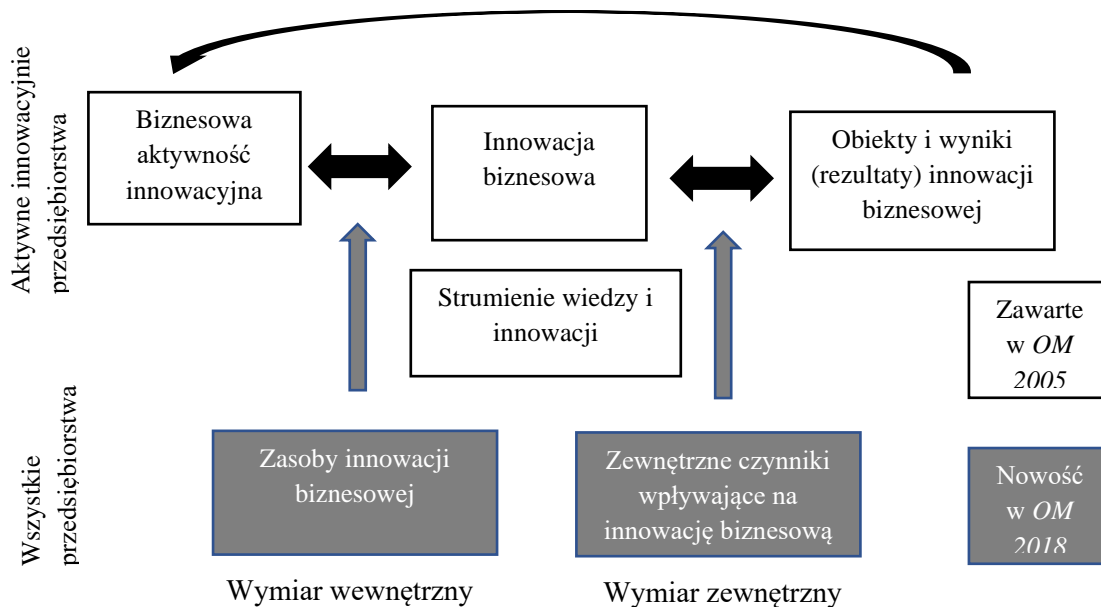 Aktywne innowacyjnie
przedsiębiorstwa
Biznesowa
aktywność
innowacyjna
Innowacja
biznesowa
Obiekty i wyniki
(rezultaty) innowacji
biznesowej
Strumienie wiedzy i
innowacji
Zawarte
w OM
2005
Wszystkie
przedsiębiorstwa
Zasoby innowacji
biznesowej
Zewnętrzne czynniki
wpływające na
innowację biznesową
Nowość
w OM
2018
Wymiar wewnętrzny
Wymiar zewnętrzny